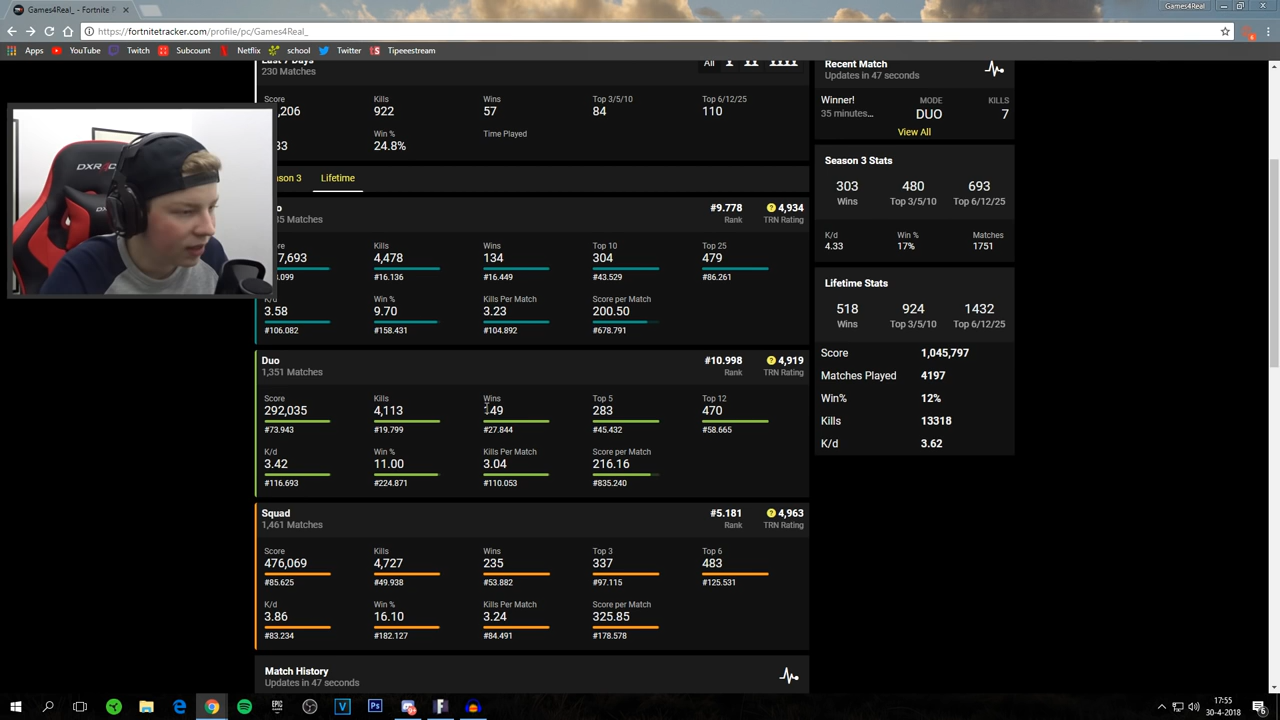 Games4Real_ - Fortnite
Games4Real
https://fortnitetracker.com/profile/pc/Games4Real_
Apps YouTube Twitch Subcount Netflix school Twitter Tipeeestream
Last 7 Days
230 Matches
All
Score Kills Wins Top 3/5/10 Top 6/12/25
,206 922 57 84 110
Win % Time Played
24.8%
Lifetime
#9.778 4,934
Matches Rank TRN Rating
Kills Wins Top 10 Top 25
7,693 4,478 134 304 479
#16.136 #16.449 #43.529 #86.261
K/d Win % Kills Per Match Score per Match
3.58 9.70 3.23 200.50
#106.082 #158.431 #104.892 #678.791
Duo #10.998 4,919
1,351 Matches Rank TRN Rating
Score Kills Wins Top 5 Top 12
292,035 4,113 149 283 470
#73.943 #19.799 #27.844 #45.432 #58.665
K/d Win % Kills Per Match Score per Match
3.42 11.00 3.04 216.16
#116.693 #224.871 #110.053 #835.240
Squad #5.181 4,963
1,461 Matches Rank TRN Rating
Score Kills Wins Top 3 Top 6
476,069 4,727 235 337 483
#85.625 #49.938 #53.882 #97.115 #125.531
K/d Win % Kills Per Match Score per Match
3.86 16.10 3.24 325.85
#83.234 #182.127 #84.491 #178.578
Match History
Updates in 47 seconds
Recent Match
Updates in 47 seconds
Winner! MODE KILLS
35 minutes... DUO 7
View All
Season 3 Stats
303 480 693
Wins Top 3/5/10 Top 6/12/25
K/d Win % Matches
4.33 17% 1751
Lifetime Stats
518 924 1432
Wins Top 3/5/10 Top 6/12/25
Score 1,045,797
Matches Played 4197
Win% 12%
Kills 13318
K/d 3.62
DXR
17:55
30-4-2018